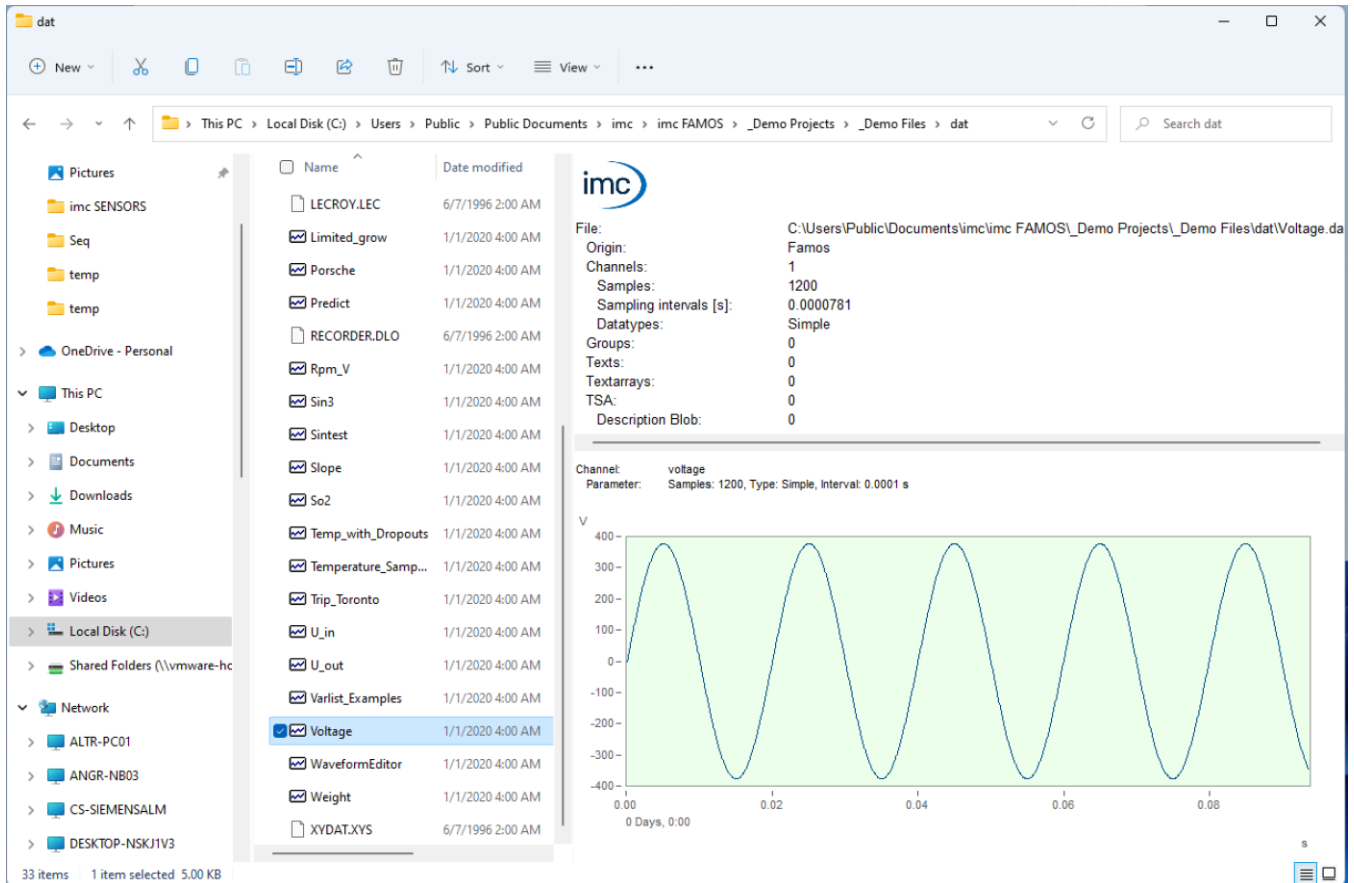 dat
New
Sort
View
This PC > Local Disk (C:) > Users > Public > Public Documents > imc > imc FAMOS > _Demo Projects > _Demo Files > dat
Search dat
Pictures
imc SENSORS
Seq
temp
temp
OneDrive - Personal
This PC
Desktop
Documents
Downloads
Music
Pictures
Videos
Local Disk (C:)
Shared Folders (\\vmware-hc
Network
ALTR-PC01
ANGR-NB03
CS-SIEMENSALM
DESKTOP-NSKJ1V3
Name Date modified
LECROY.LEC 6/7/1996 2:00 AM
Limited_grow 1/1/2020 4:00 AM
Porsche 1/1/2020 4:00 AM
Predict 1/1/2020 4:00 AM
RECORDER.DLO 6/7/1996 2:00 AM
Rpm_V 1/1/2020 4:00 AM
Sin3 1/1/2020 4:00 AM
Sintest 1/1/2020 4:00 AM
Slope 1/1/2020 4:00 AM
So2 1/1/2020 4:00 AM
Temp_with_Dropouts 1/1/2020 4:00 AM
Temperature_Samp... 1/1/2020 4:00 AM
Trip_Toronto 1/1/2020 4:00 AM
U_in 1/1/2020 4:00 AM
U_out 1/1/2020 4:00 AM
Varlist_Examples 1/1/2020 4:00 AM
Voltage 1/1/2020 4:00 AM
WaveformEditor 1/1/2020 4:00 AM
Weight 1/1/2020 4:00 AM
XYDAT.XYS 6/7/1996 2:00 AM
imc
File: C:\Users\Public\Documents\imc\imc FAMOS\_Demo Projects\_Demo Files\dat\Voltage.da
Origin: Famos
Channels: 1
Samples: 1200
Sampling intervals [s]: 0.0000781
Datatypes: Simple
Groups: 0
Texts: 0
Textarrays: 0
TSA: 0
Description Blob: 0
Channel: voltage
Parameter: Samples: 1200, Type: Simple, Interval: 0.0001 s
V
400
300
200
100
0
-100
-200
-300
-400
0.00 0.02 0.04 0.06 0.08
0 Days, 0:00
s
33 items 1 item selected 5.00 KB